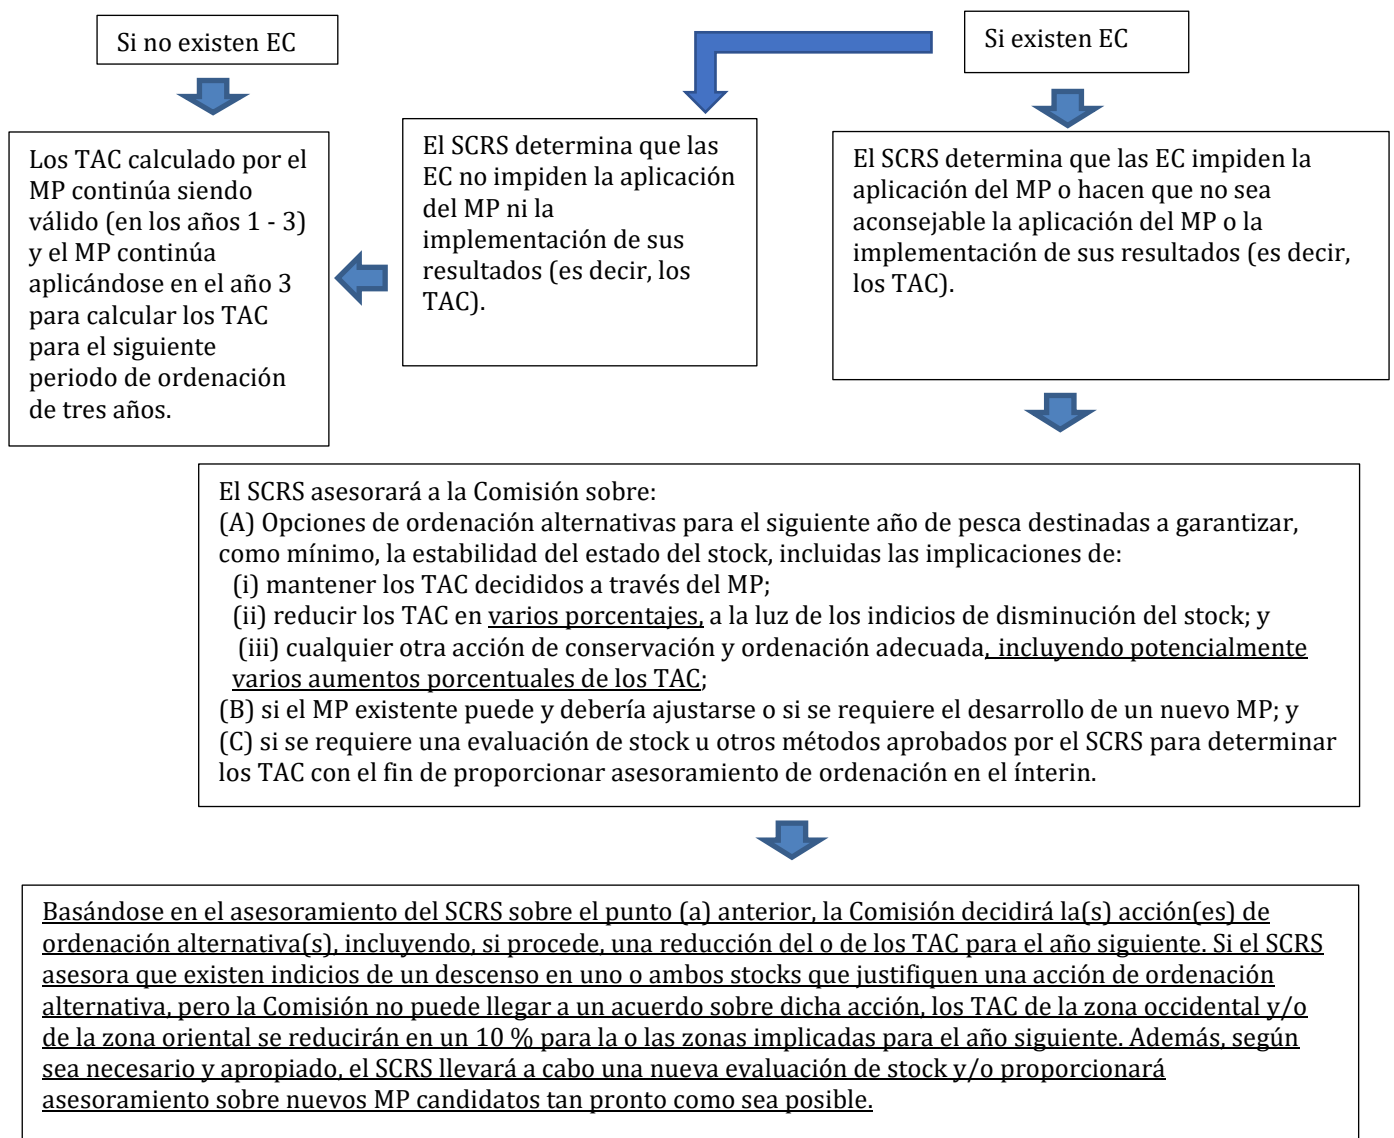 Si no existen EC
Si existen EC
Los TAC calculado por el
MP continúa siendo
válido (en los años 1 - 3)
y el MP continúa
aplicándose en el año 3
para calcular los TAC
para el siguiente
periodo de ordenación
de tres años.
El SCRS determina que las
EC no impiden la aplicación
del MP ni la
implementación de sus
resultados (es decir, los
TAC).
El SCRS determina que las EC impiden la
aplicación del MP o hacen que no sea
aconsejable la aplicación del MP o la
implementación de sus resultados (es decir,
los TAC).
El SCRS asesorará a la Comisión sobre:
(A) Opciones de ordenación alternativas para el siguiente año de pesca destinadas a garantizar,
como mínimo, la estabilidad del estado del stock, incluidas las implicaciones de:
(i) mantener los TAC decididos a través del MP;
(ii) reducir los TAC en varios porcentajes, a la luz de los indicios de disminución del stock; y
(iii) cualquier otra acción de conservación y ordenación adecuada, incluyendo potencialmente
varios aumentos porcentuales de los TAC;
(B) si el MP existente puede y debería ajustarse o si se requiere el desarrollo de un nuevo MP; y
(C) si se requiere una evaluación de stock u otros métodos aprobados por el SCRS para determinar
los TAC con el fin de proporcionar asesoramiento de ordenación en el ínterin.
Basándose en el asesoramiento del SCRS sobre el punto (a) anterior, la Comisión decidirá la(s) acción(es) de
ordenación alternativa(s), incluyendo, si procede, una reducción del o de los TAC para el año siguiente. Si el SCRS
asesora que existen indicios de un descenso en uno o ambos stocks que justifiquen una acción de ordenación
alternativa, pero la Comisión no puede llegar a un acuerdo sobre dicha acción, los TAC de la zona occidental y/o
de la zona oriental se reducirán en un 10 % para la o las zonas implicadas para el año siguiente. Además, según
sea necesario y apropiado, el SCRS llevará a cabo una nueva evaluación de stock y/o proporcionará
asesoramiento sobre nuevos MP candidatos tan pronto como sea posible.